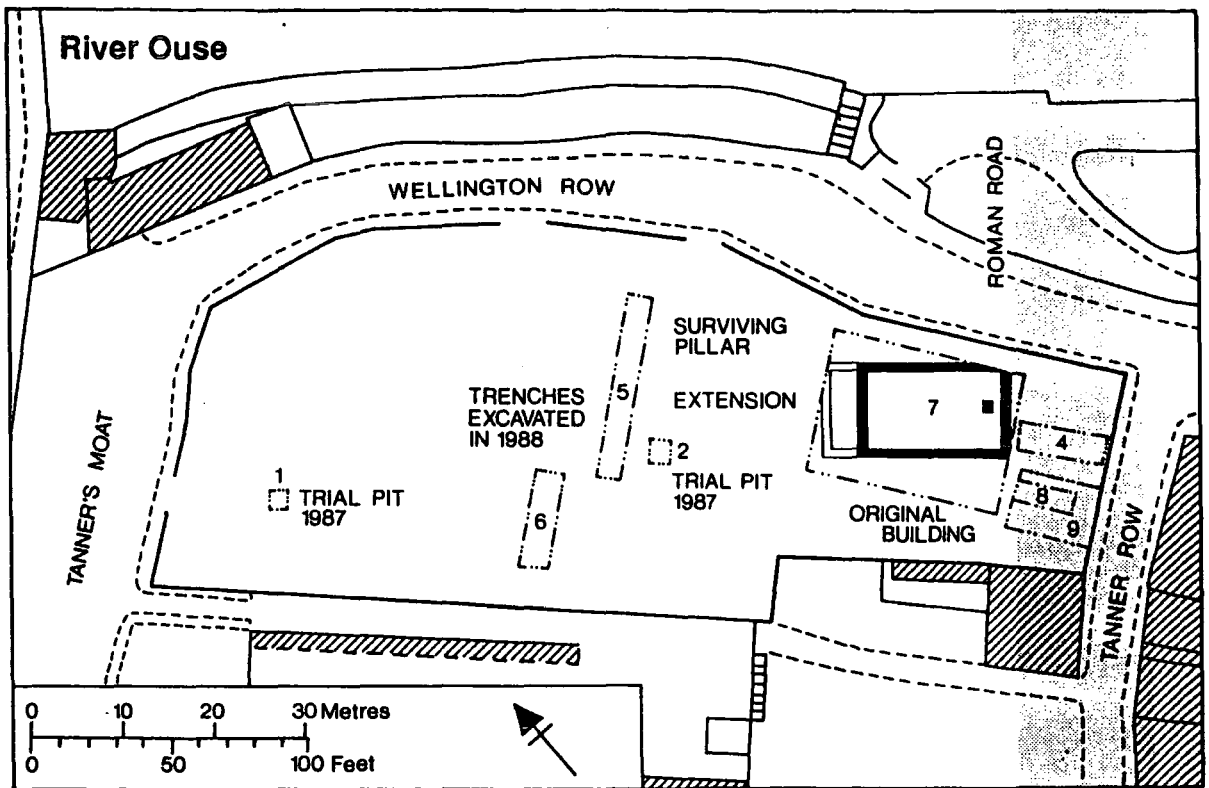 River Ouse
WELLINGTON ROW
ROMAN ROAD
TANNER'S MOAT
SURVIVING
PILLAR
EXTENSION
TRENCHES
EXCAVATED
IN 1988
5
7
4
1
TRIAL PIT
1987
2
TRIAL PIT
1987
6
8
9
ORIGINAL
BUILDING
TANNER ROW
0 10 20 30 Metres
0 50 100 Feet